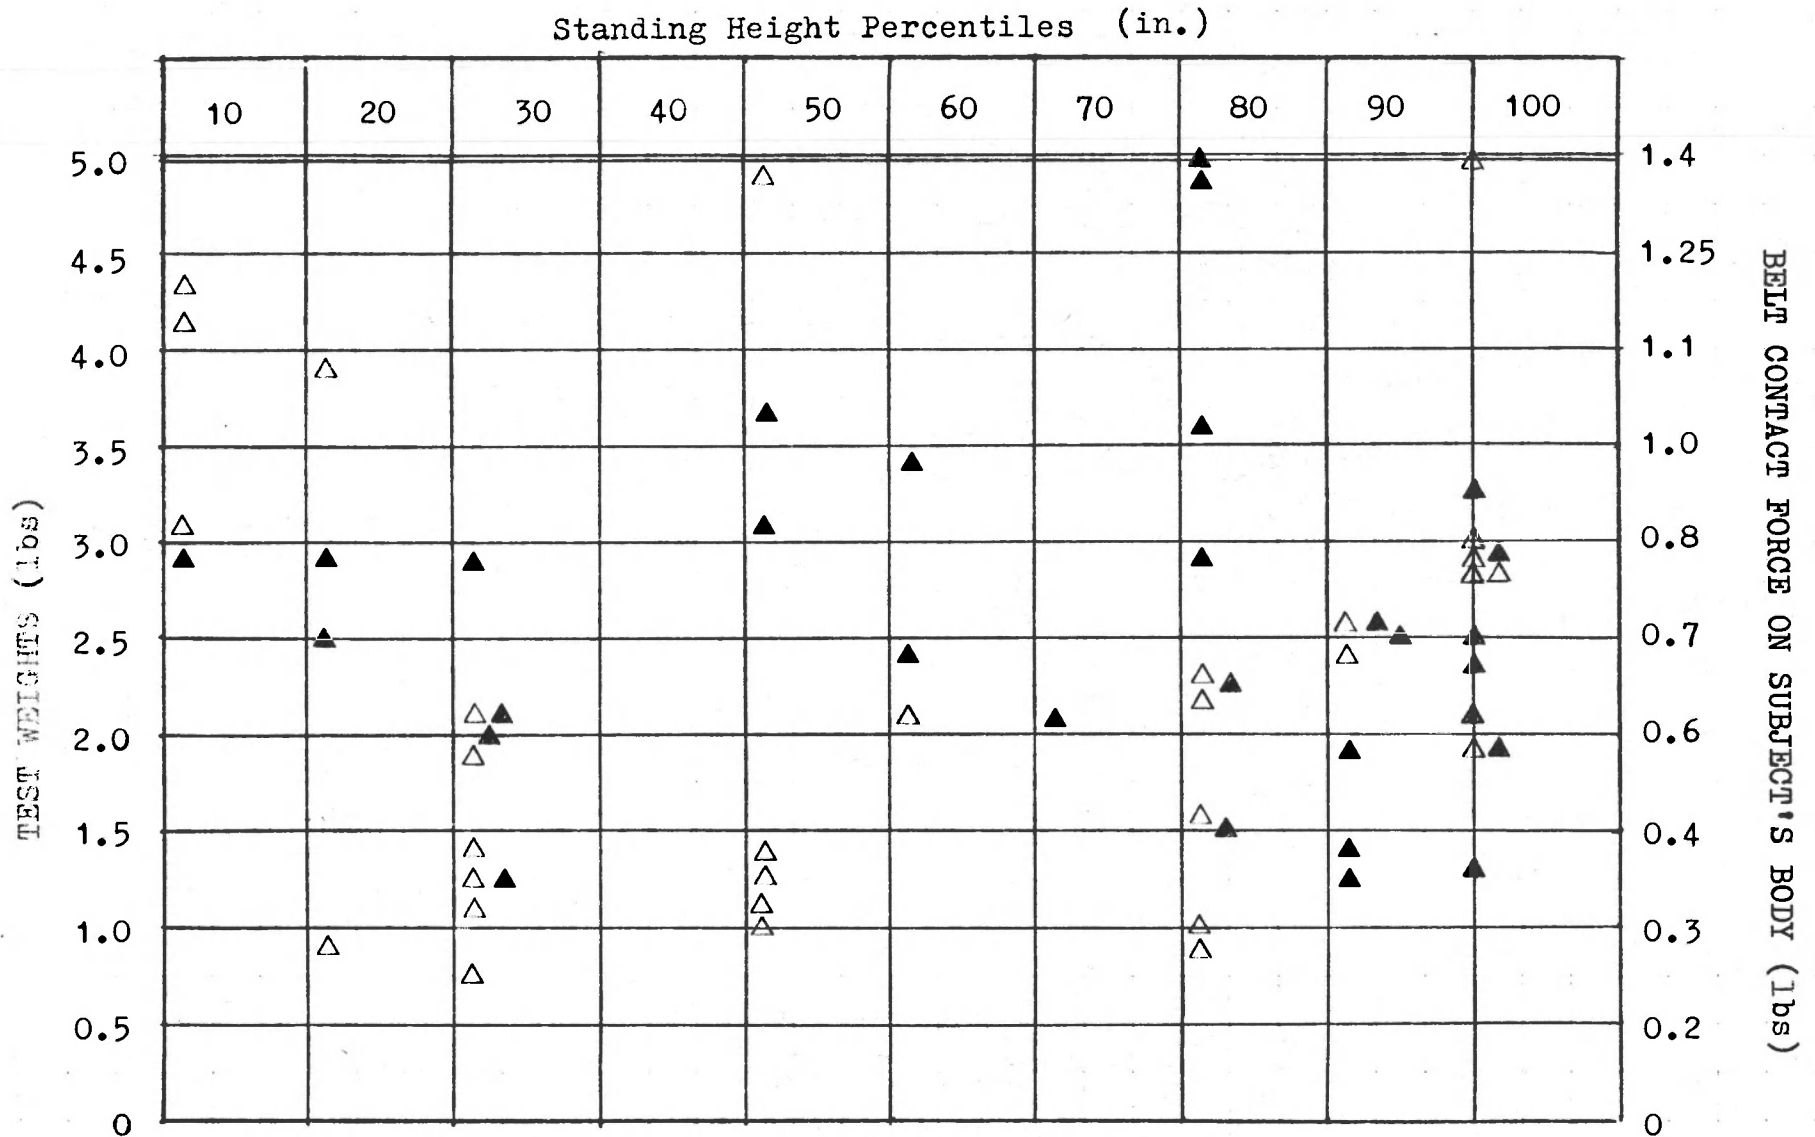 Standing Height Percentiles (in.)
10 20 30 40 50 60 70 80 90 100
5.0 1.4
4.5 1.25
4.0 1.1
3.5 1.0
3.0 0.8
2.5 0.7
2.0 0.6
1.5 0.4
1.0 0.3
0.5 0.2
0 0
TEST WEIGHTS (lbs)
BELT CONTACT FORCE ON SUBJECT'S BODY (lbs)